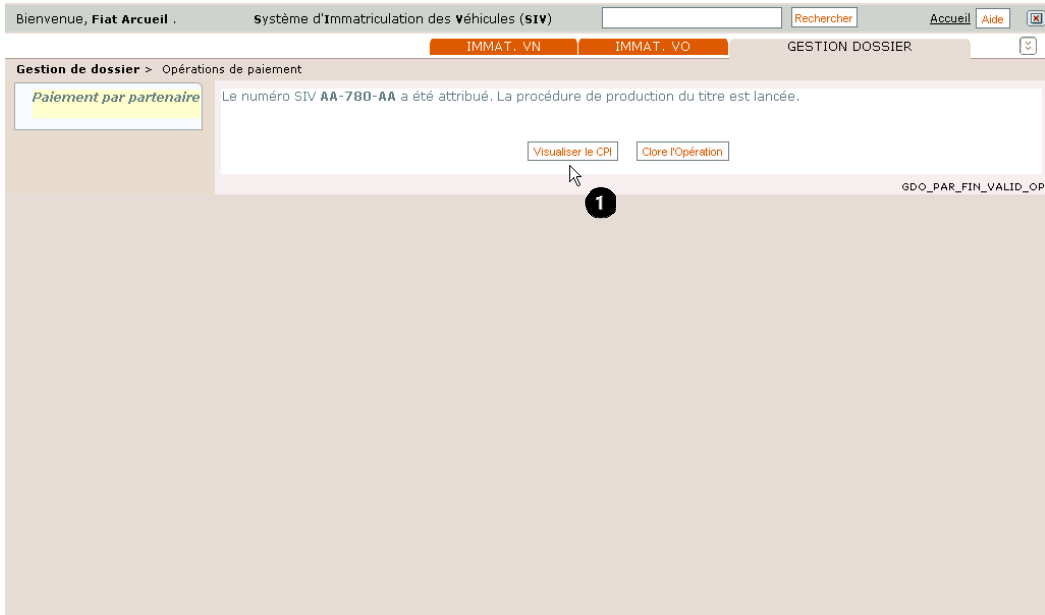 Bienvenue, Fiat Arcueil .
Système d'Immatriculation des Véhicules (SIV)
Rechercher
Accueil
Aide
IMMAT. VN
IMMAT. VO
GESTION DOSSIER
Gestion de dossier > Opérations de paiement
Paiement par partenaire
Le numéro SIV AA-780-AA a été attribué. La procédure de production du titre est lancée.
Visualiser le CPI
Clore l'Opération
1
GDO_PAR_FIN_VALID_OP